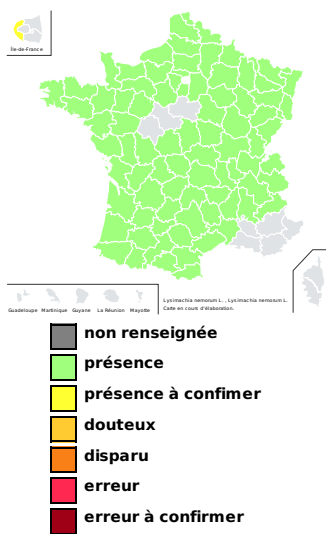 Île-de-France
Guadeloupe Martinique Guyane La Réunion Mayotte
Lysimachia nemorum L. , Lysimachia nemorum L.
Carte en cours d'élaboration.
non renseignée
présence
présence à confimer
douteux
disparu
erreur
erreur à confirmer